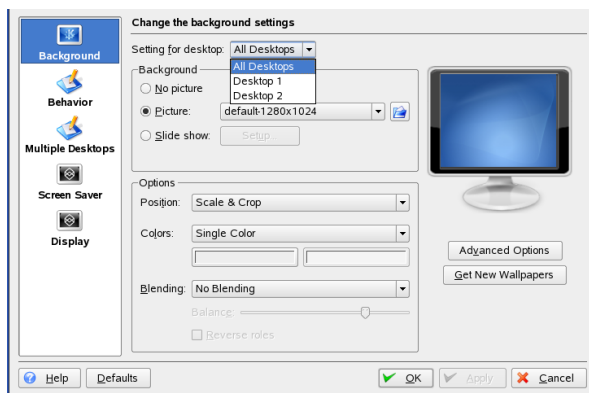 Background
Behavior
Multiple Desktops
Screen Saver
Display
Change the background settings
Setting for desktop: All Desktops
All Desktops
Desktop 1
Desktop 2
Background
No picture
Picture: default-1280x1024
Slide show: Setup...
Options
Position: Scale & Crop
Colors: Single Color
Blending: No Blending
Balance:
Reverse roles
Advanced Options
Get New Wallpapers
Help Defaults OK Apply Cancel